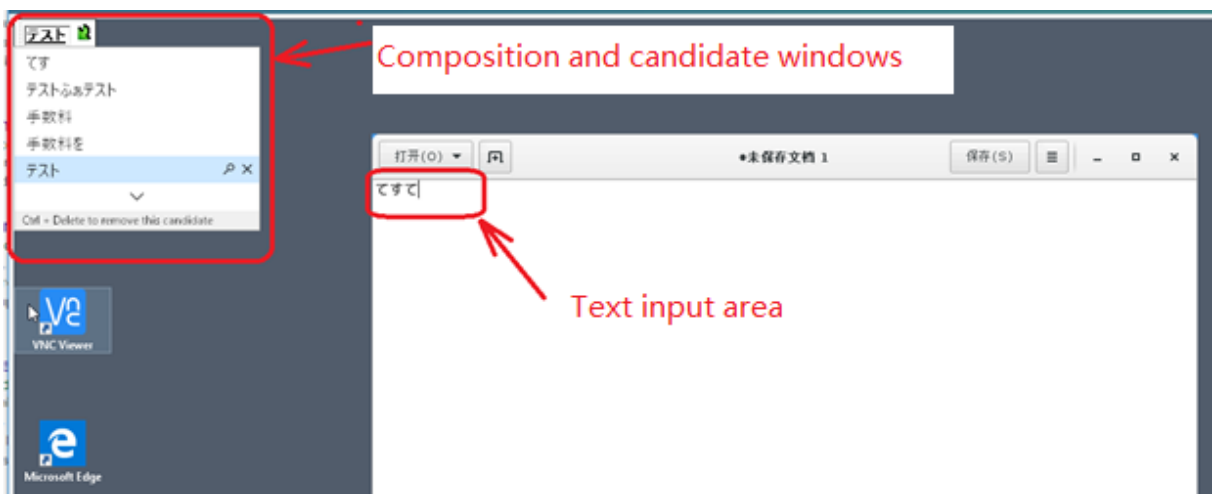 テスト
てす
テストふぁテスト
手数料
手数料を
テスト
Ctrl + Delete to remove this candidate
Composition and candidate windows
打开(O)
•未保存文档 1
保存(S)
てすて
Text input area
VNC Viewer
Microsoft Edge